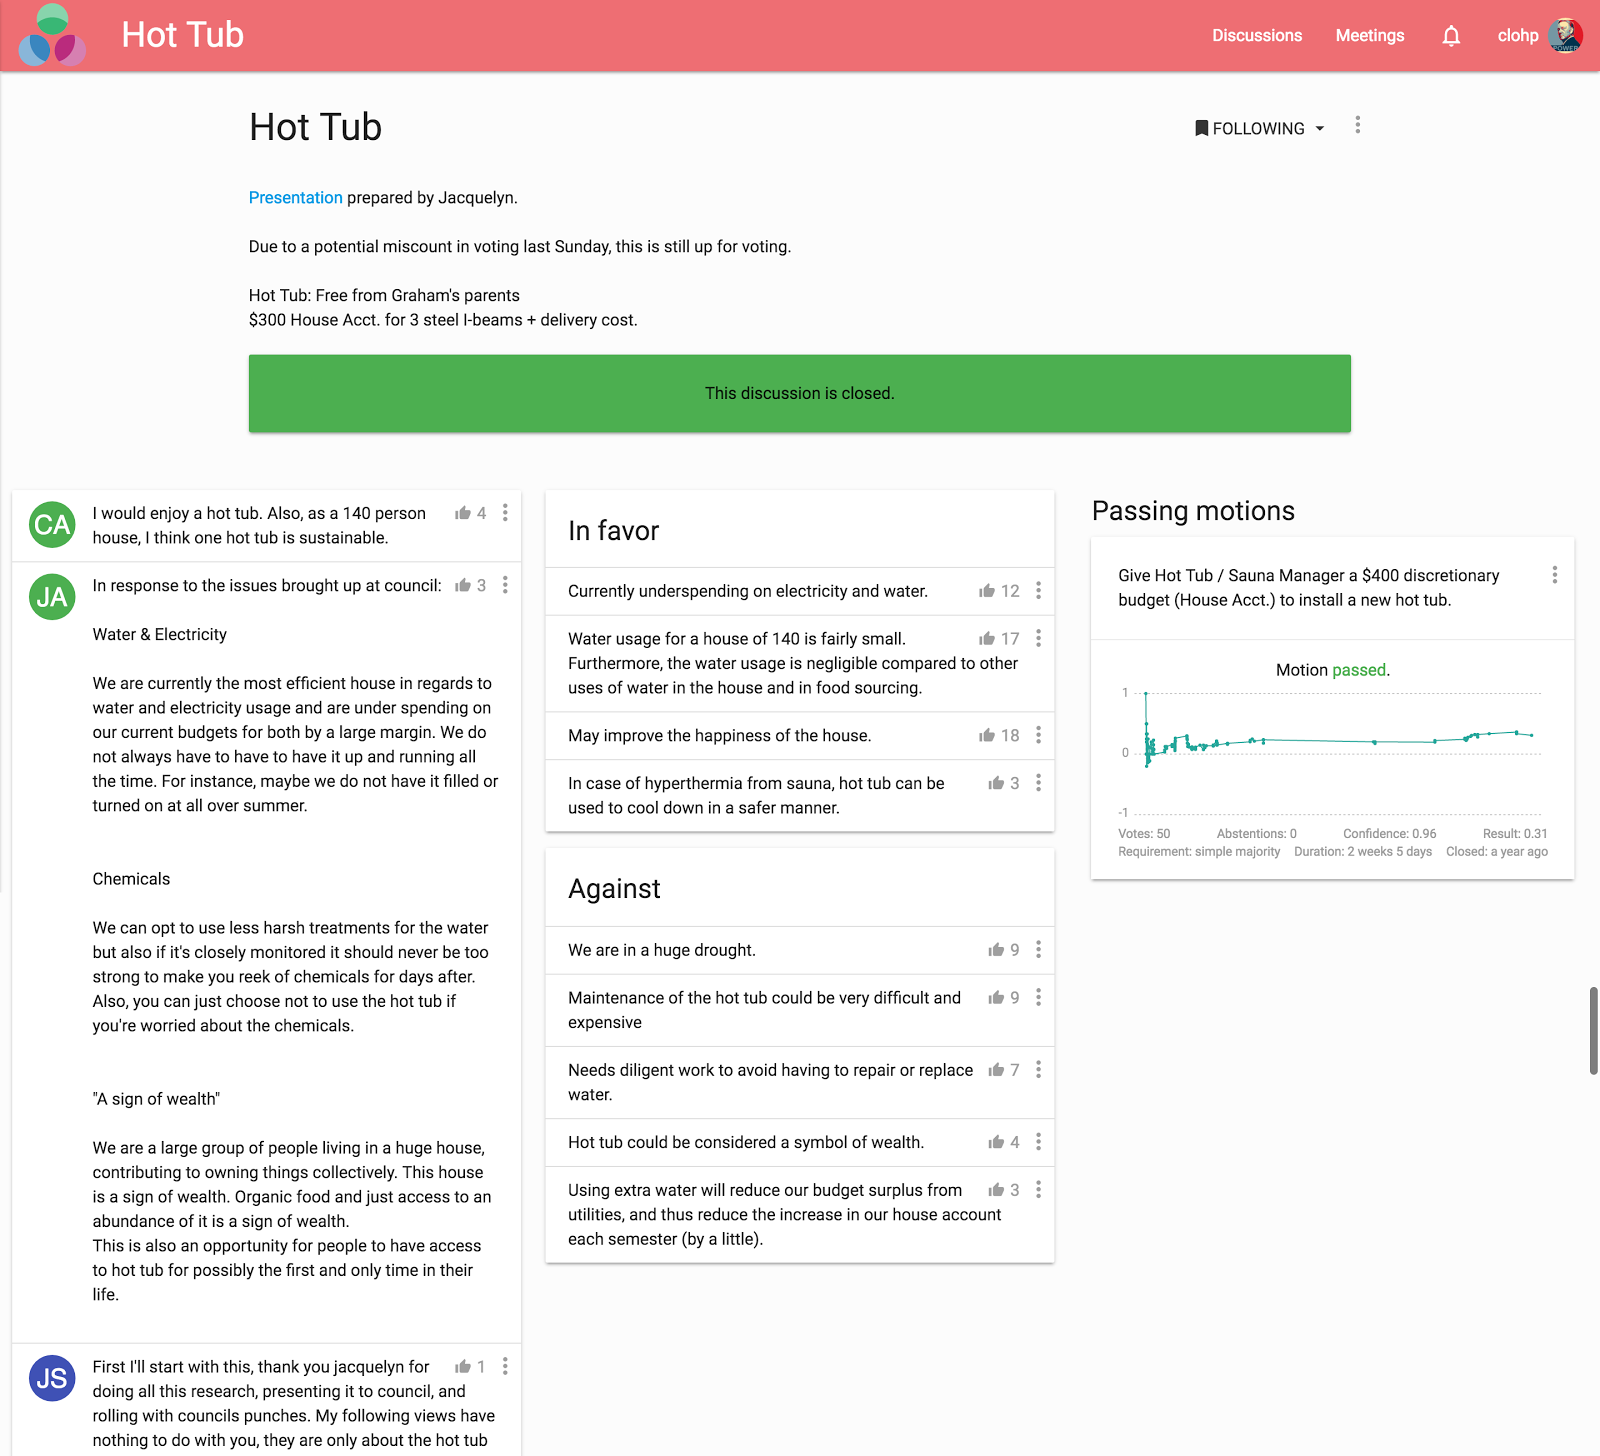 Hot Tub
Discussions
Meetings
clohp
POWER
Hot Tub
FOLLOWING
Presentation prepared by Jacquelyn.
Due to a potential miscount in voting last Sunday, this is still up for voting.
Hot Tub: Free from Graham's parents
$300 House Acct. for 3 steel I-beams + delivery cost.
This discussion is closed.
CA
I would enjoy a hot tub. Also, as a 140 person
4
house, I think one hot tub is sustainable.
JA
In response to the issues brought up at council:
3
Water & Electricity
We are currently the most efficient house in regards to
water and electricity usage and are under spending on
our current budgets for both by a large margin. We do
not always have to have to have it up and running all
the time. For instance, maybe we do not have it filled or
turned on at all over summer.
Chemicals
We can opt to use less harsh treatments for the water
but also if it's closely monitored it should never be too
strong to make you reek of chemicals for days after.
Also, you can just choose not to use the hot tub if
you're worried about the chemicals.
"A sign of wealth"
We are a large group of people living in a huge house,
contributing to owning things collectively. This house
is a sign of wealth. Organic food and just access to an
abundance of it is a sign of wealth.
This is also an opportunity for people to have access
to hot tub for possibly the first and only time in their
life.
JS
First I'll start with this, thank you jacquelyn for
1
doing all this research, presenting it to council, and
rolling with councils punches. My following views have
nothing to do with you, they are only about the hot tub
In favor
Currently underspending on electricity and water.
12
Water usage for a house of 140 is fairly small.
17
Furthermore, the water usage is negligible compared to other
uses of water in the house and in food sourcing.
May improve the happiness of the house.
18
In case of hyperthermia from sauna, hot tub can be
3
used to cool down in a safer manner.
Against
We are in a huge drought.
9
Maintenance of the hot tub could be very difficult and
9
expensive
Needs diligent work to avoid having to repair or replace
7
water.
Hot tub could be considered a symbol of wealth.
4
Using extra water will reduce our budget surplus from
3
utilities, and thus reduce the increase in our house account
each semester (by a little).
Passing motions
Give Hot Tub / Sauna Manager a $400 discretionary
budget (House Acct.) to install a new hot tub.
Motion passed.
1
0
-1
Votes: 50
Abstentions: 0
Confidence: 0.96
Result: 0.31
Requirement: simple majority
Duration: 2 weeks 5 days
Closed: a year ago